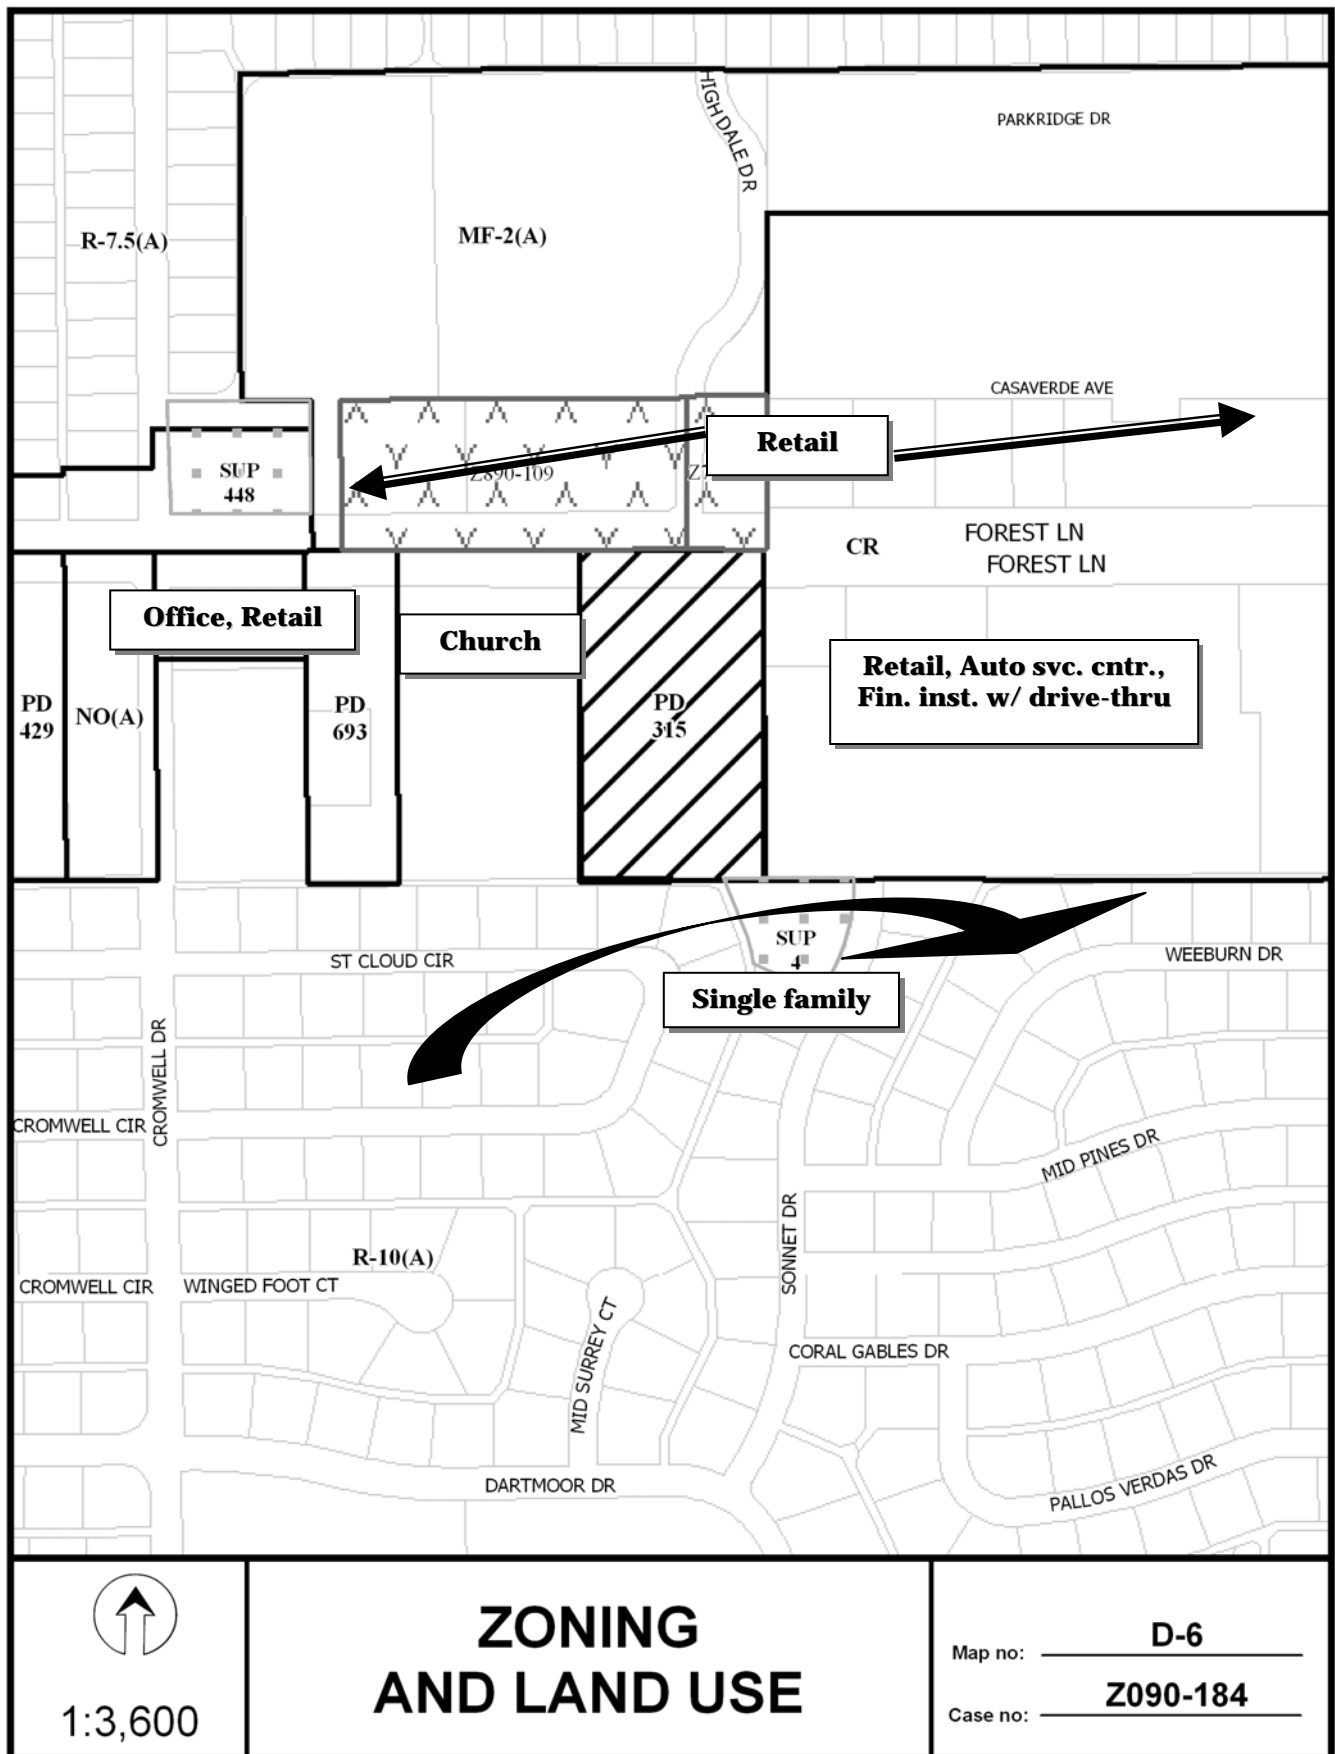 HIGHDALE DR
PARKRIDGE DR
R-7.5(A)
MF-2(A)
CASAVERDE AVE
Retail
SUP
448
Z890-109
CR
FOREST LN
FOREST LN
Office, Retail
Church
Retail, Auto svc. cntr.,
Fin. inst. w/ drive-thru
PD
429
NO(A)
PD
693
PD
315
SUP
4
ST CLOUD CIR
WEEBURN DR
Single family
CROMWELL DR
CROMWELL CIR
MID PINES DR
SONNET DR
R-10(A)
CROMWELL CIR
WINGED FOOT CT
MID SURREY CT
CORAL GABLES DR
DARTMOOR DR
PALLOS VERDAS DR
1:3,600
ZONING
AND LAND USE
Map no: D-6
Case no: Z090-184